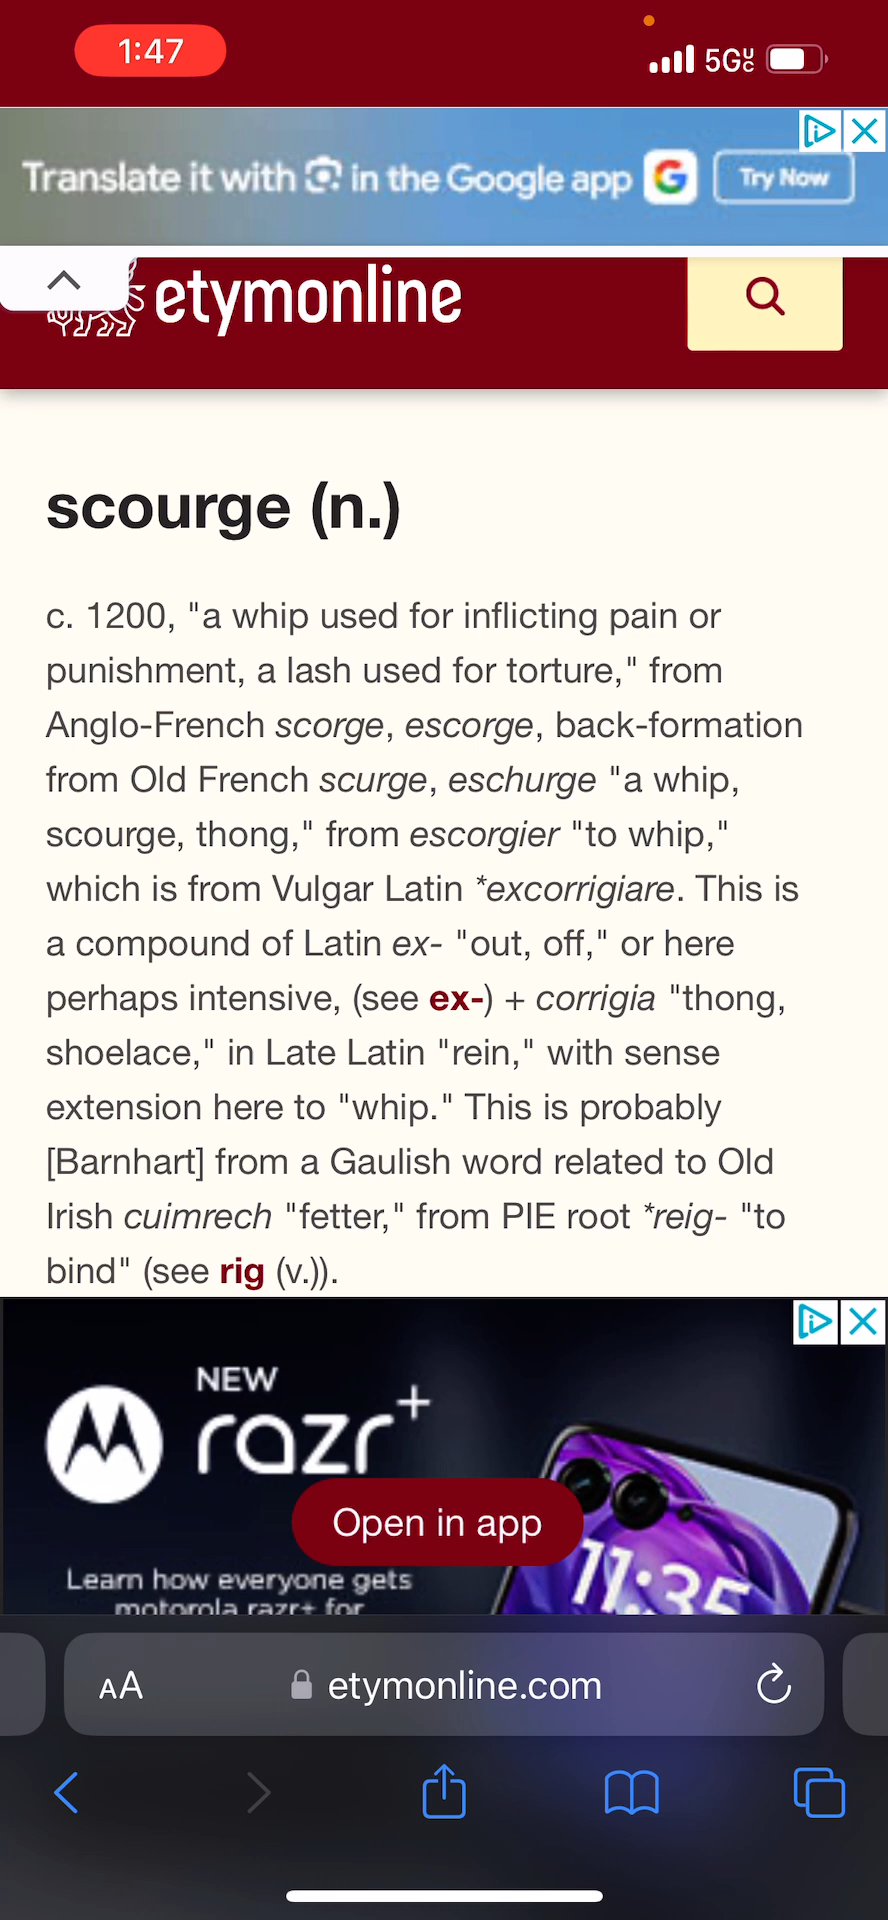 1:47
5G UC
Translate it with in the Google app G Try Now
etymonline
scourge (n.)
c. 1200, "a whip used for inflicting pain or
punishment, a lash used for torture," from
Anglo-French scorge, escorge, back-formation
from Old French scurge, eschurge "a whip,
scourge, thong," from escorgier "to whip,"
which is from Vulgar Latin *excorrigiare. This is
a compound of Latin ex- "out, off," or here
perhaps intensive, (see ex-) + corrigia "thong,
shoelace," in Late Latin "rein," with sense
extension here to "whip." This is probably
[Barnhart] from a Gaulish word related to Old
Irish cuimrech "fetter," from PIE root *reig- "to
bind" (see rig (v.)).
NEW
razr+
Open in app
11:35
Learn how everyone gets
motorola razr+ for
AA etymonline.com